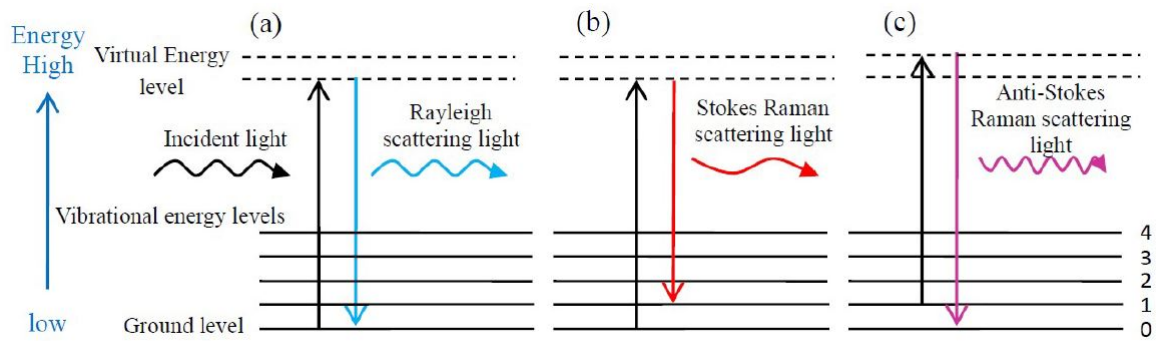 (a)
(b)
(c)
Energy
High
low
Virtual Energy
level
Incident light
Rayleigh
scattering light
Stokes Raman
scattering light
Anti-Stokes
Raman scattering
light
Vibrational energy levels
Ground level
4
3
2
1
0